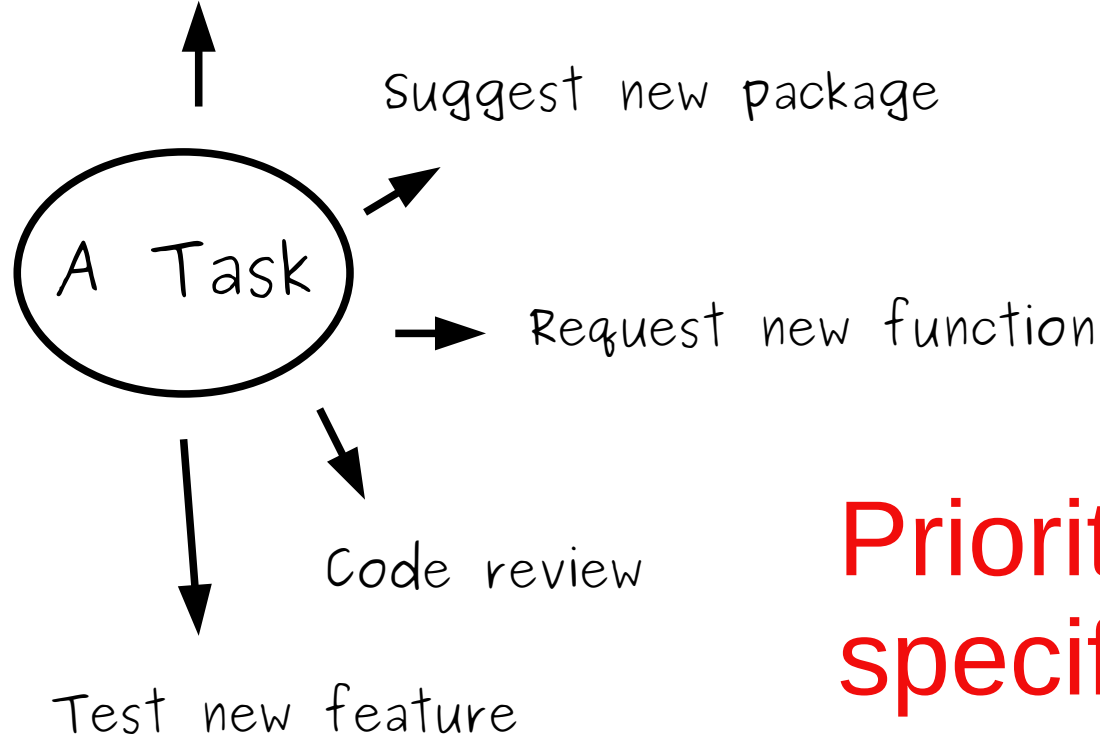 Suggest new package
A Task
Request new function
Code review
Test new feature